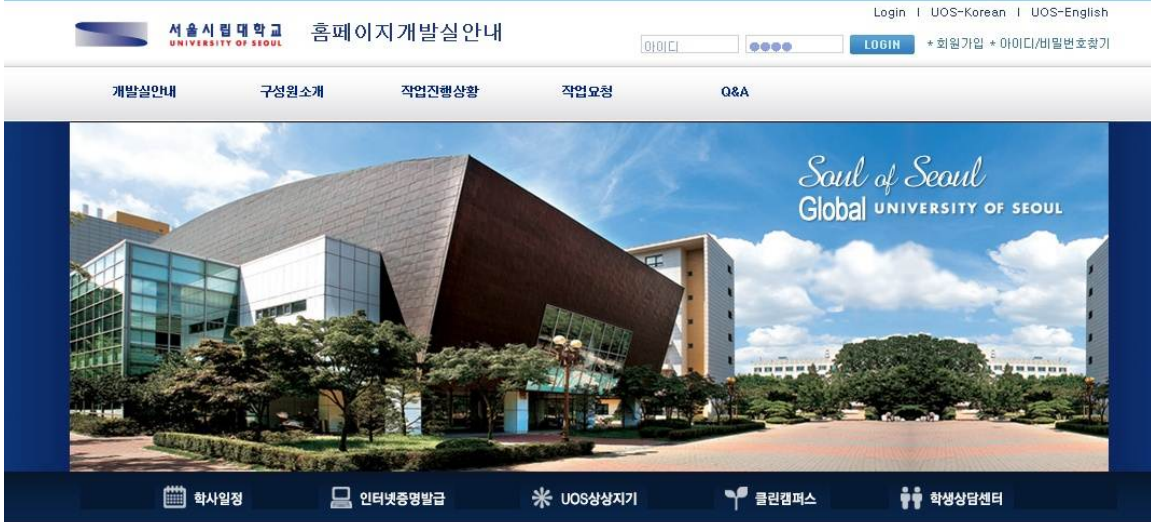 Login | UOS-Korean | UOS-English
서울시립대학교
UNIVERSITY OF SEOUL
홈페이지개발실안내
아이디
LOGIN
* 회원가입 * 아이디/비밀번호찾기
개발실안내 구성원소개 작업진행상황 작업요청 Q&A
Soul of Seoul
Global UNIVERSITY OF SEOUL
학사일정 인터넷증명발급 UOS상상지기 클린캠퍼스 학생상담센터